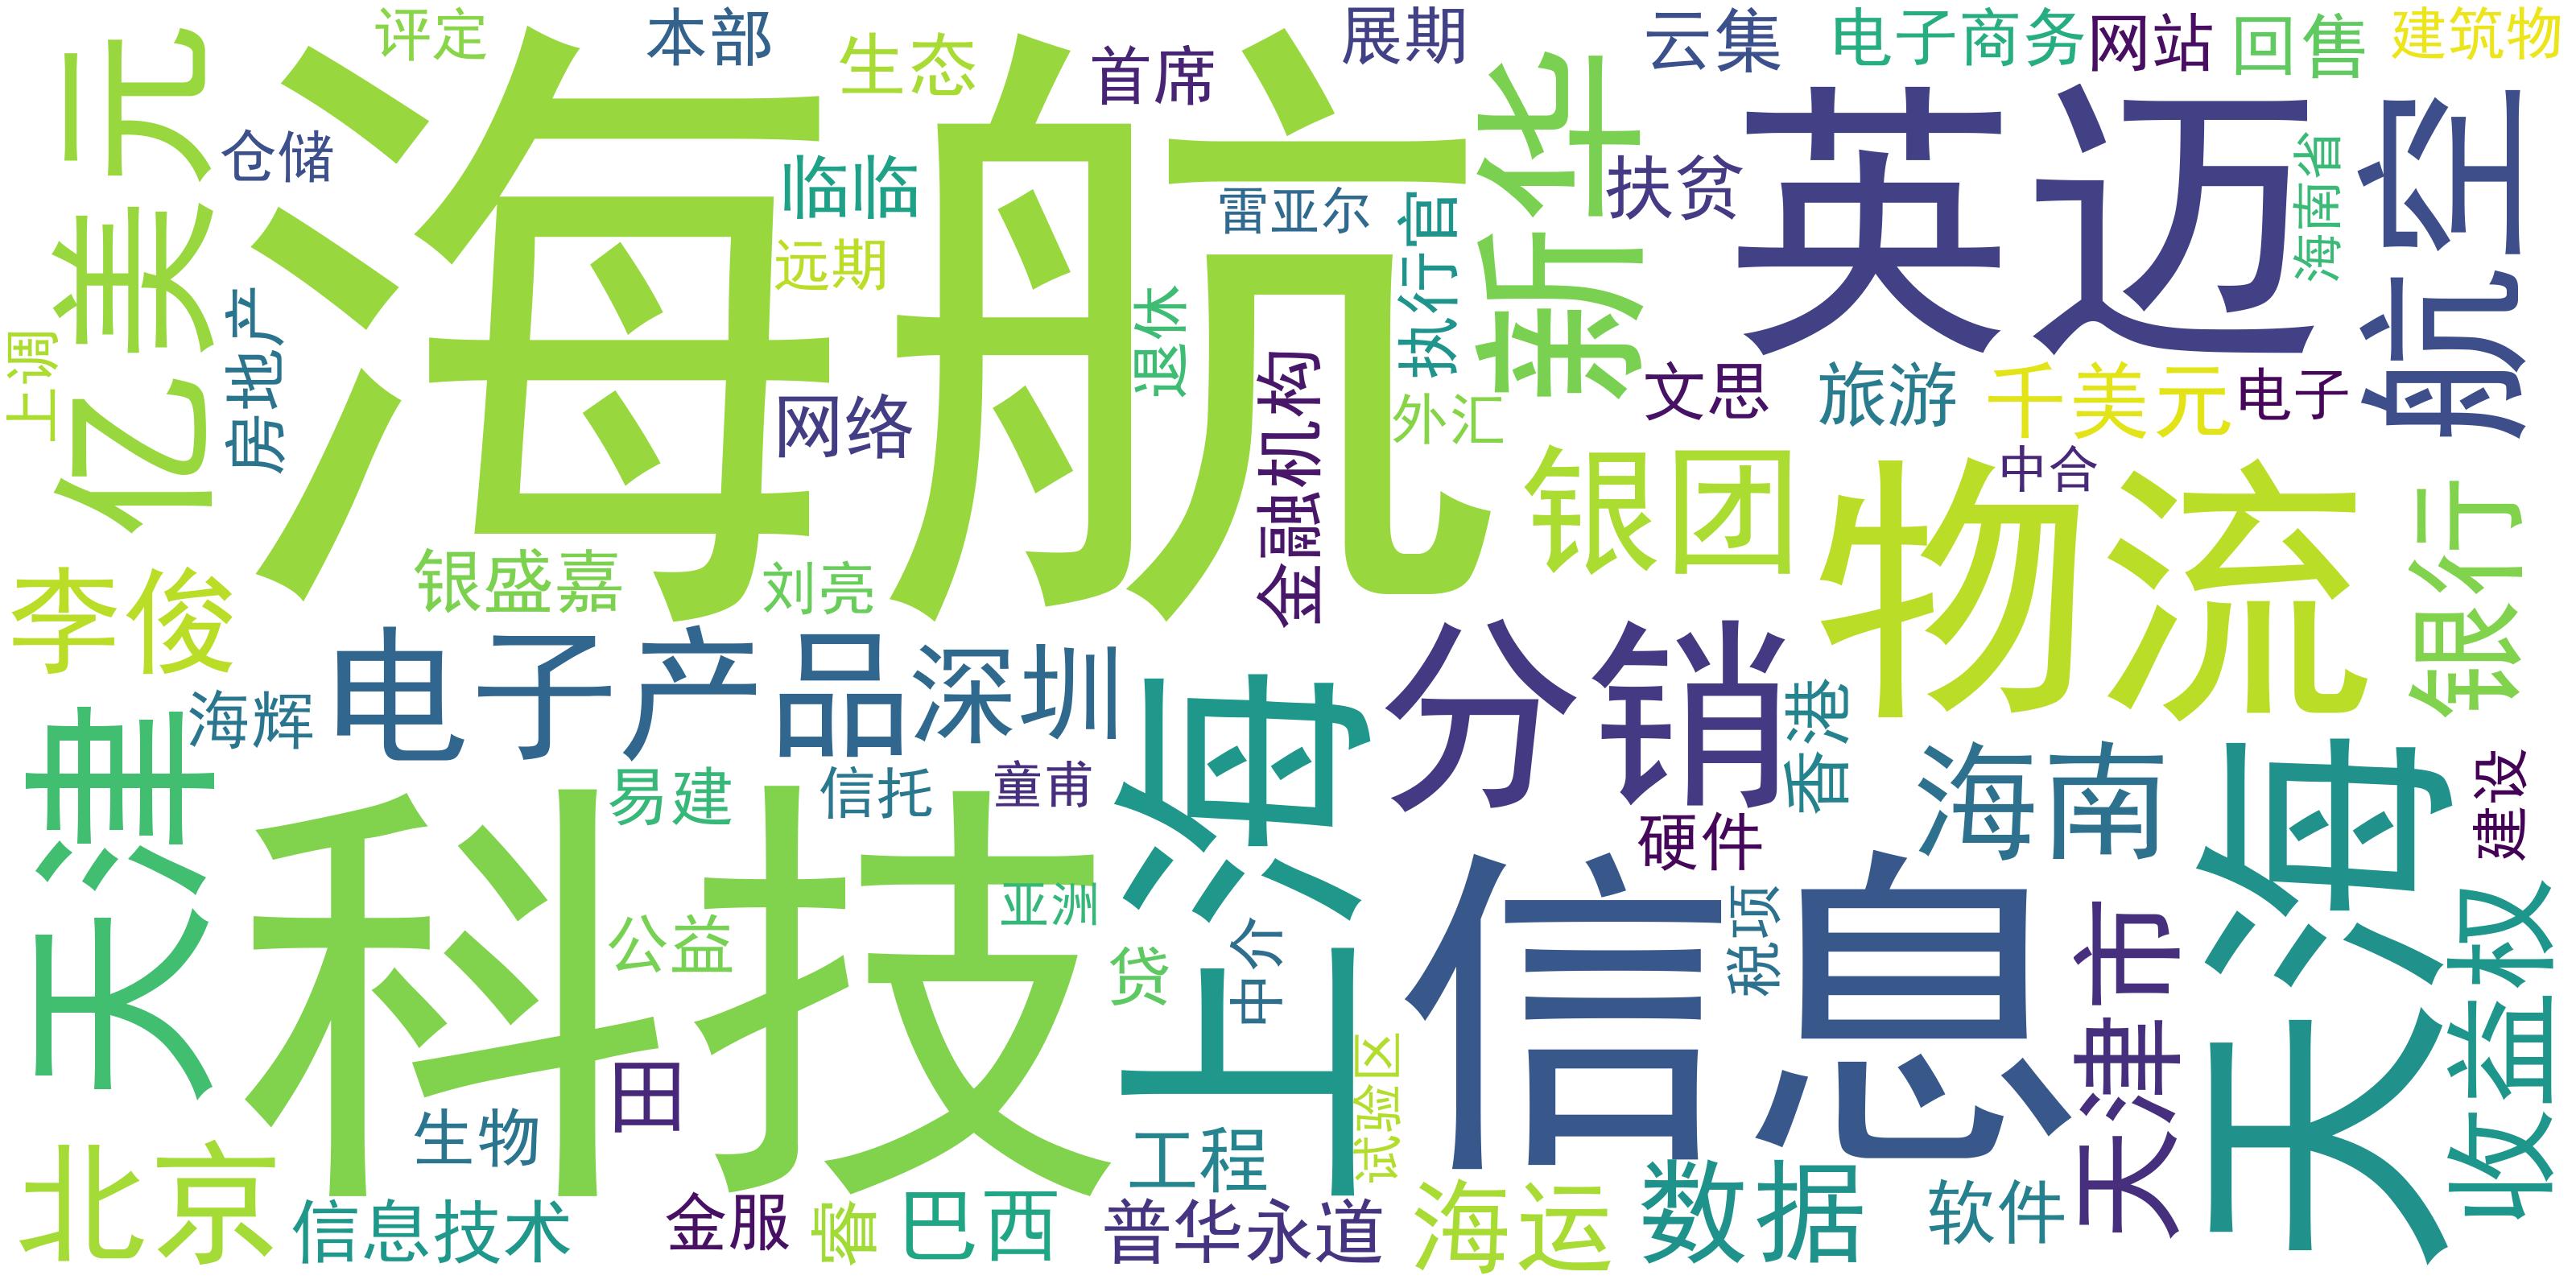 评定
本部
生态
首席
展期
云集
电子商务
网站
回售
建筑物
亿美元
海航
新华
英迈
航空
仓储
临临
雷亚尔
执行官
扶贫
海南省
远期
退休
上调
房地产
网络
金融机构
外汇
文思
旅游
千美元
电子
中合
银团
物流
银行
李俊
银盛嘉
刘亮
分销
电子产品
深圳
上海
香港
海南
天海
建设
天津
海辉
易建
信托
童甫
硬件
科技
信息
公益
亚洲
贷
中介
税项
天津市
收益权
田
生物
工程
试验区
北京
信息技术
金服
巴西
普华永道
海运
数据
软件